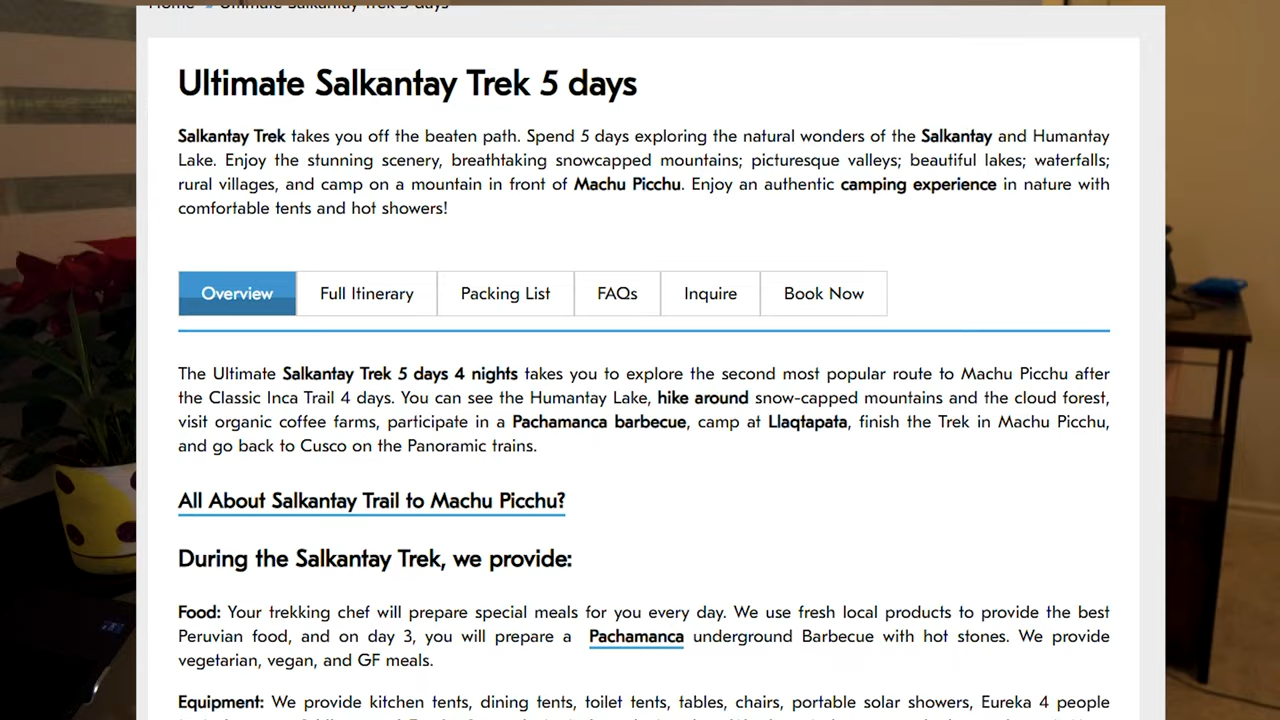 Home Ultimate Salkantay Trek 5 days
Ultimate Salkantay Trek 5 days
Salkantay Trek takes you off the beaten path. Spend 5 days exploring the natural wonders of the Salkantay and Humantay
Lake. Enjoy the stunning scenery, breathtaking snowcapped mountains; picturesque valleys; beautiful lakes; waterfalls;
rural villages, and camp on a mountain in front of Machu Picchu. Enjoy an authentic camping experience in nature with
comfortable tents and hot showers!
Overview Full Itinerary Packing List FAQs Inquire Book Now
The Ultimate Salkantay Trek 5 days 4 nights takes you to explore the second most popular route to Machu Picchu after
the Classic Inca Trail 4 days. You can see the Humantay Lake, hike around snow-capped mountains and the cloud forest,
visit organic coffee farms, participate in a Pachamanca barbecue, camp at Llaqtapata, finish the Trek in Machu Picchu,
and go back to Cusco on the Panoramic trains.
All About Salkantay Trail to Machu Picchu?
During the Salkantay Trek, we provide:
Food: Your trekking chef will prepare special meals for you every day. We use fresh local products to provide the best
Peruvian food, and on day 3, you will prepare a Pachamanca underground Barbecue with hot stones. We provide
vegetarian, vegan, and GF meals.
Equipment: We provide kitchen tents, dining tents, toilet tents, tables, chairs, portable solar showers, Eureka 4 people